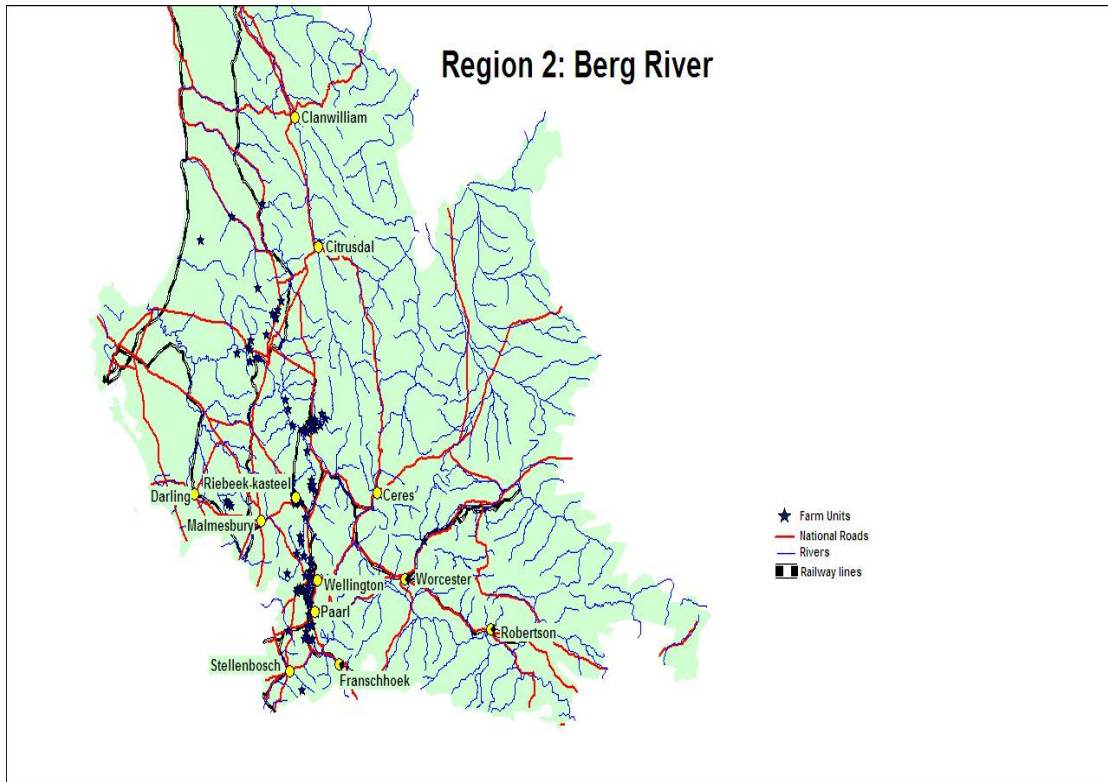 Region 2: Berg River
Clanwilliam
Citrusdal
Riebeek kasteel
Darling
Ceres
Malmesbury
Wellington
Worcester
Paarl
Robertson
Stellenbosch
Franschhoek
Farm Units
National Roads
Rivers
Railway lines